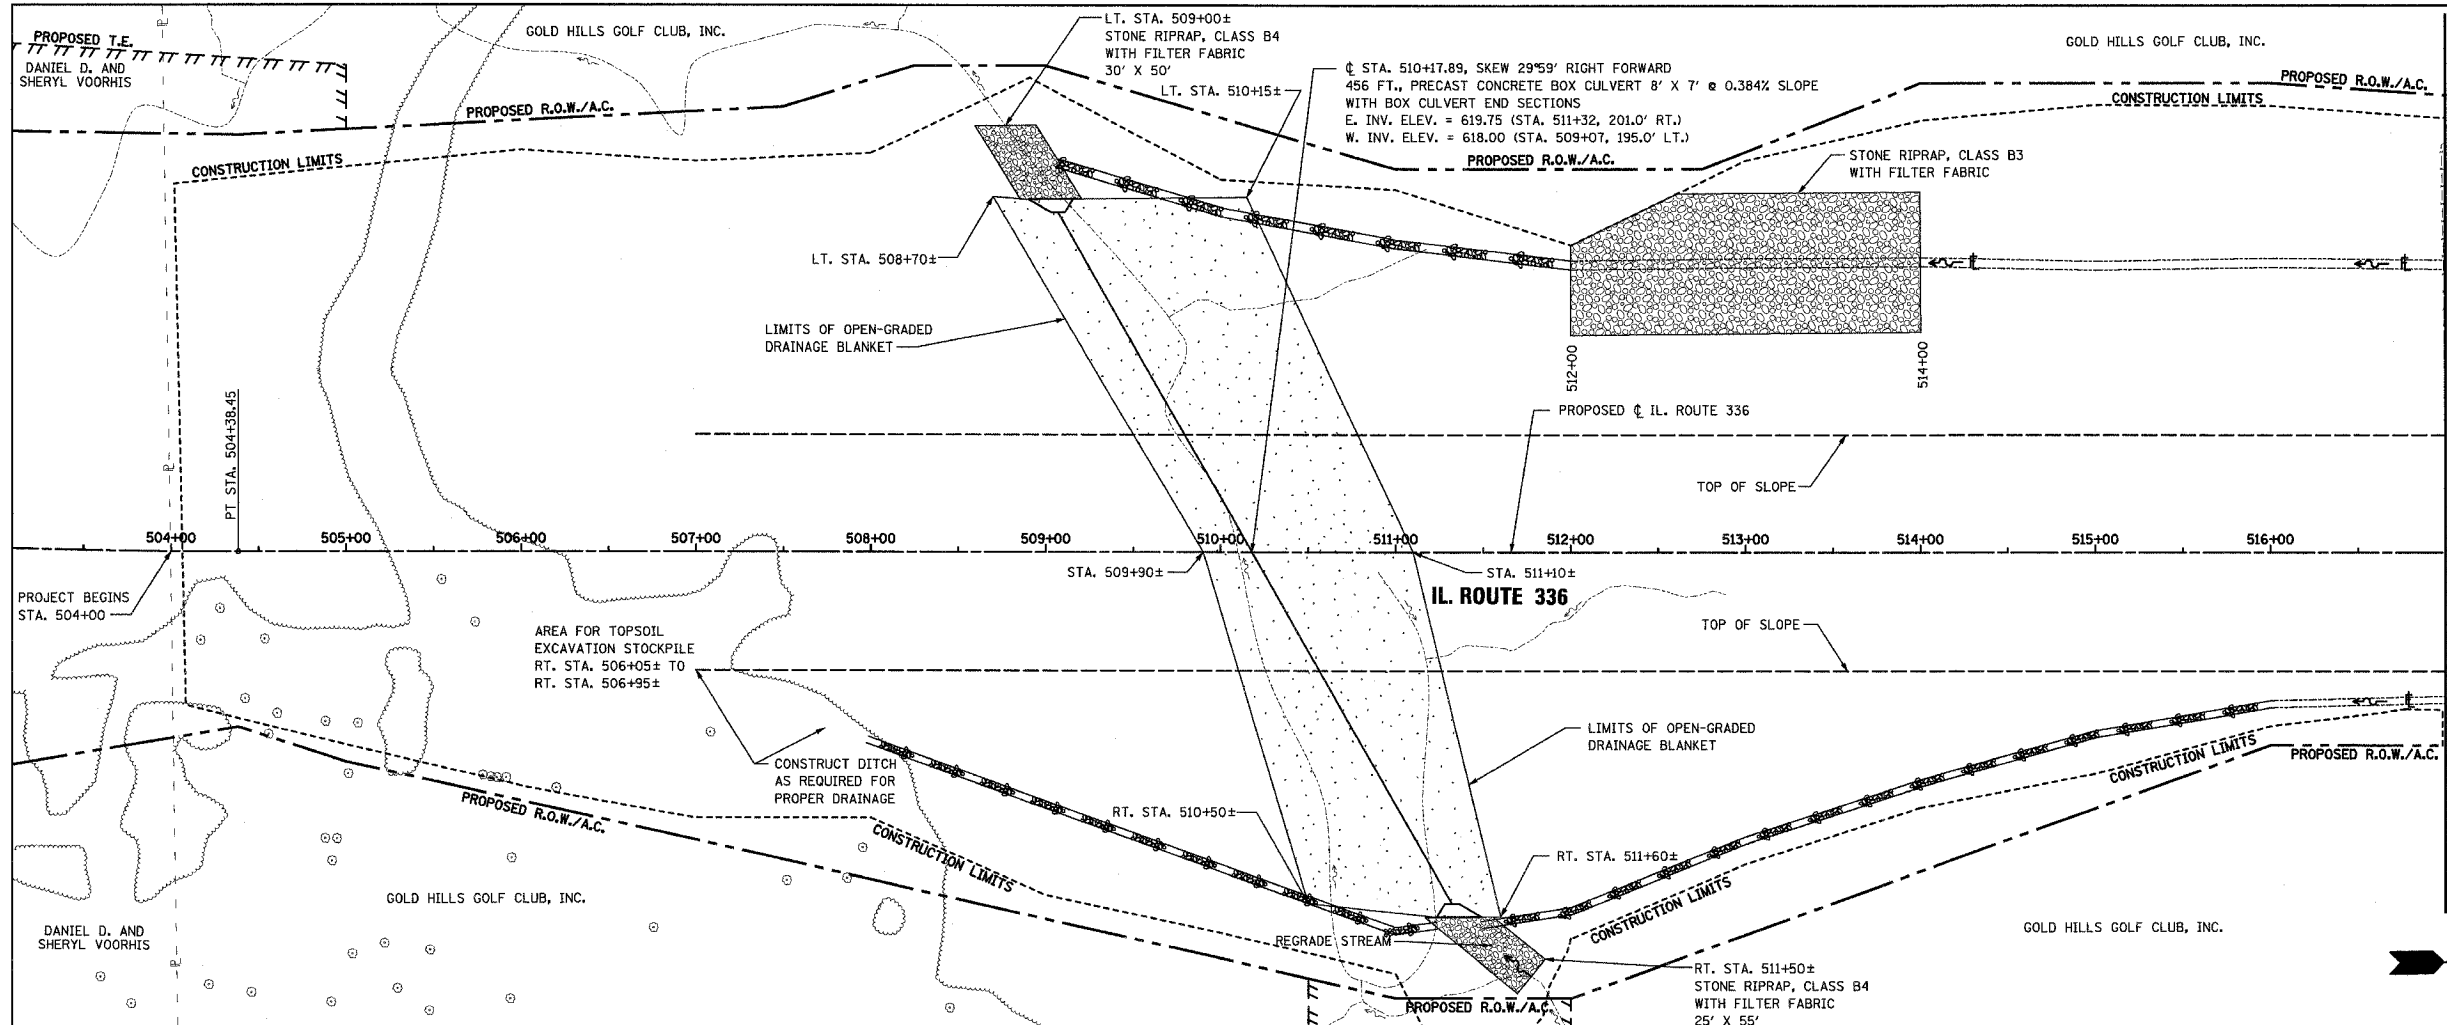 GOLD HILLS GOLF CLUB, INC.
PROPOSED T.E.
DANIEL D. AND
SHERYL VOORHIS
PROPOSED R.O.W./A.C.
CONSTRUCTION LIMITS
LT. STA. 509+00±
STONE RIPRAP, CLASS B4
WITH FILTER FABRIC
30' X 50'
LT. STA. 510+15±
℄ STA. 510+17.89, SKEW 29°59' RIGHT FORWARD
456 FT., PRECAST CONCRETE BOX CULVERT 8' X 7' @ 0.384% SLOPE
WITH BOX CULVERT END SECTIONS
E. INV. ELEV. = 619.75 (STA. 511+32, 201.0' RT.)
W. INV. ELEV. = 618.00 (STA. 509+07, 195.0' LT.)
PROPOSED R.O.W./A.C.
GOLD HILLS GOLF CLUB, INC.
PROPOSED R.O.W./A.C.
CONSTRUCTION LIMITS
STONE RIPRAP, CLASS B3
WITH FILTER FABRIC
LT. STA. 508+70±
LIMITS OF OPEN-GRADED
DRAINAGE BLANKET
512+00
514+00
PROPOSED ℄ IL. ROUTE 336
TOP OF SLOPE
PT STA. 504+38.45
504+00
505+00
506+00
507+00
508+00
509+00
510+00
511+00
512+00
513+00
514+00
515+00
516+00
PROJECT BEGINS
STA. 504+00
STA. 509+90±
STA. 511+10±
IL. ROUTE 336
TOP OF SLOPE
AREA FOR TOPSOIL
EXCAVATION STOCKPILE
RT. STA. 506+05± TO
RT. STA. 506+95±
CONSTRUCT DITCH
AS REQUIRED FOR
PROPER DRAINAGE
LIMITS OF OPEN-GRADED
DRAINAGE BLANKET
PROPOSED R.O.W./A.C.
CONSTRUCTION LIMITS
RT. STA. 510+50±
RT. STA. 511+60±
CONSTRUCTION LIMITS
CONSTRUCTION LIMITS
PROPOSED R.O.W./A.C.
GOLD HILLS GOLF CLUB, INC.
DANIEL D. AND
SHERYL VOORHIS
REGRADE STREAM
GOLD HILLS GOLF CLUB, INC.
RT. STA. 511+50±
STONE RIPRAP, CLASS B4
WITH FILTER FABRIC
25' X 55'
PROPOSED R.O.W./A.C.